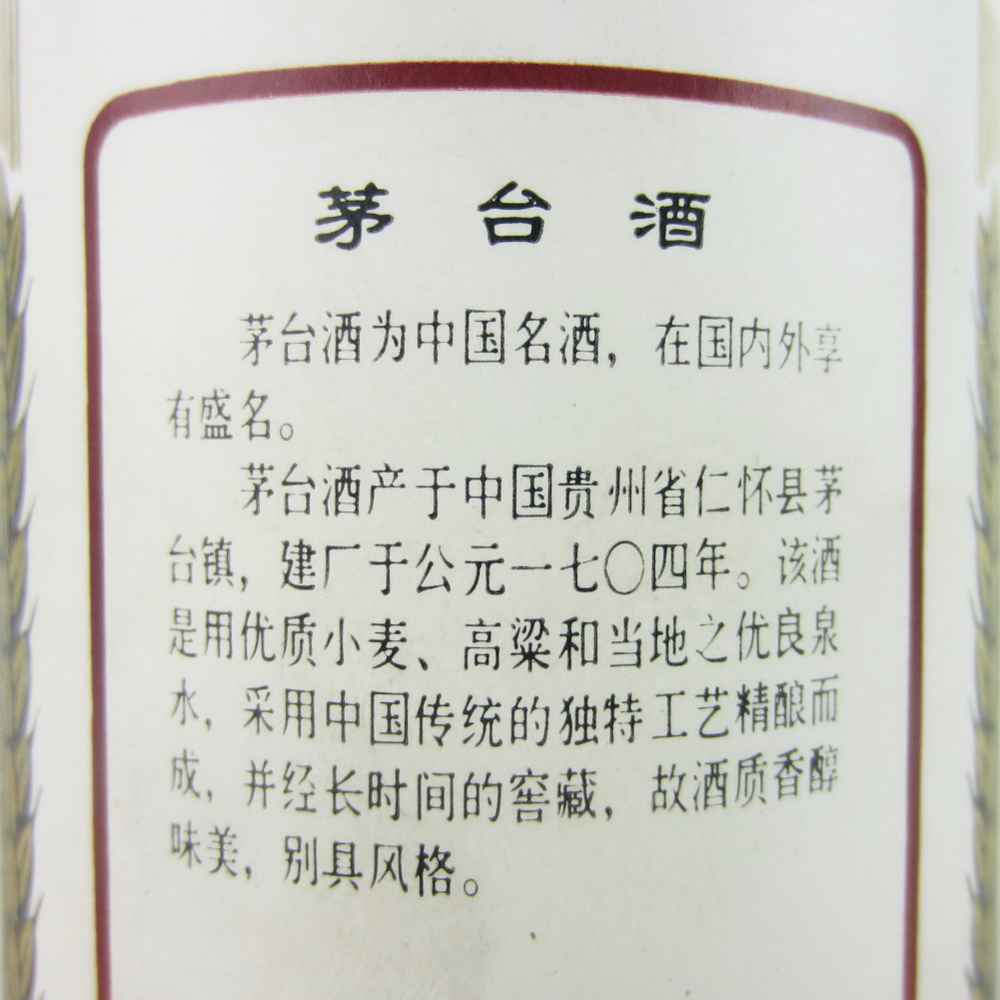 茅台酒
茅台酒为中国名酒，在国内外享
有盛名。
茅台酒产于中国贵州省仁怀县茅
台镇，建厂于公元一七〇四年。该酒
是用优质小麦、高粱和当地之优良泉
水，采用中国传统的独特工艺精酿而
成，并经长时间的窖藏，故酒质香醇
味美，别具风格。